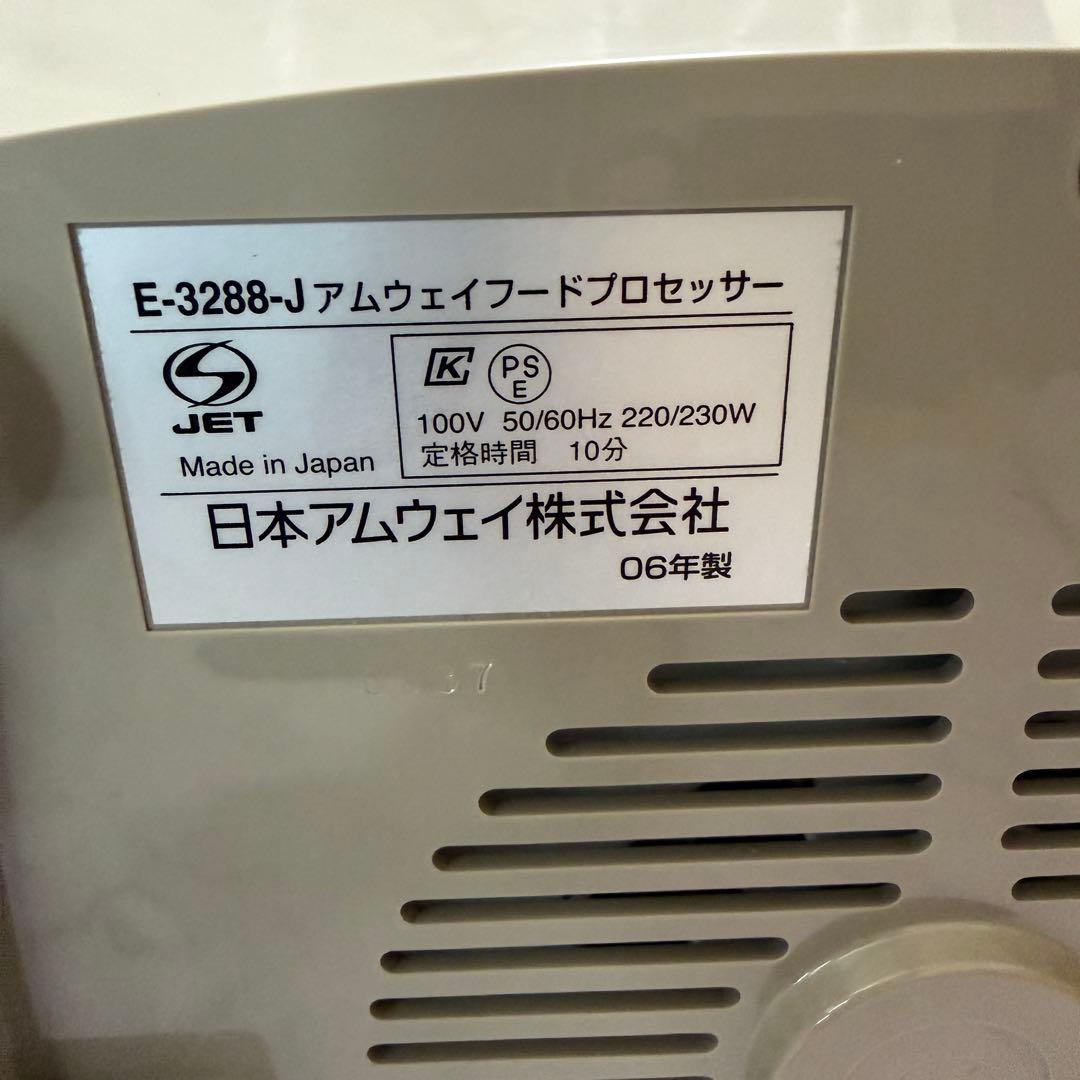 E-3288-Jアムウェイフードプロセッサー
JET
Made in Japan
K PS E
100V 50/60Hz 220/230W
定格時間 10分
日本アムウェイ株式会社
06年製